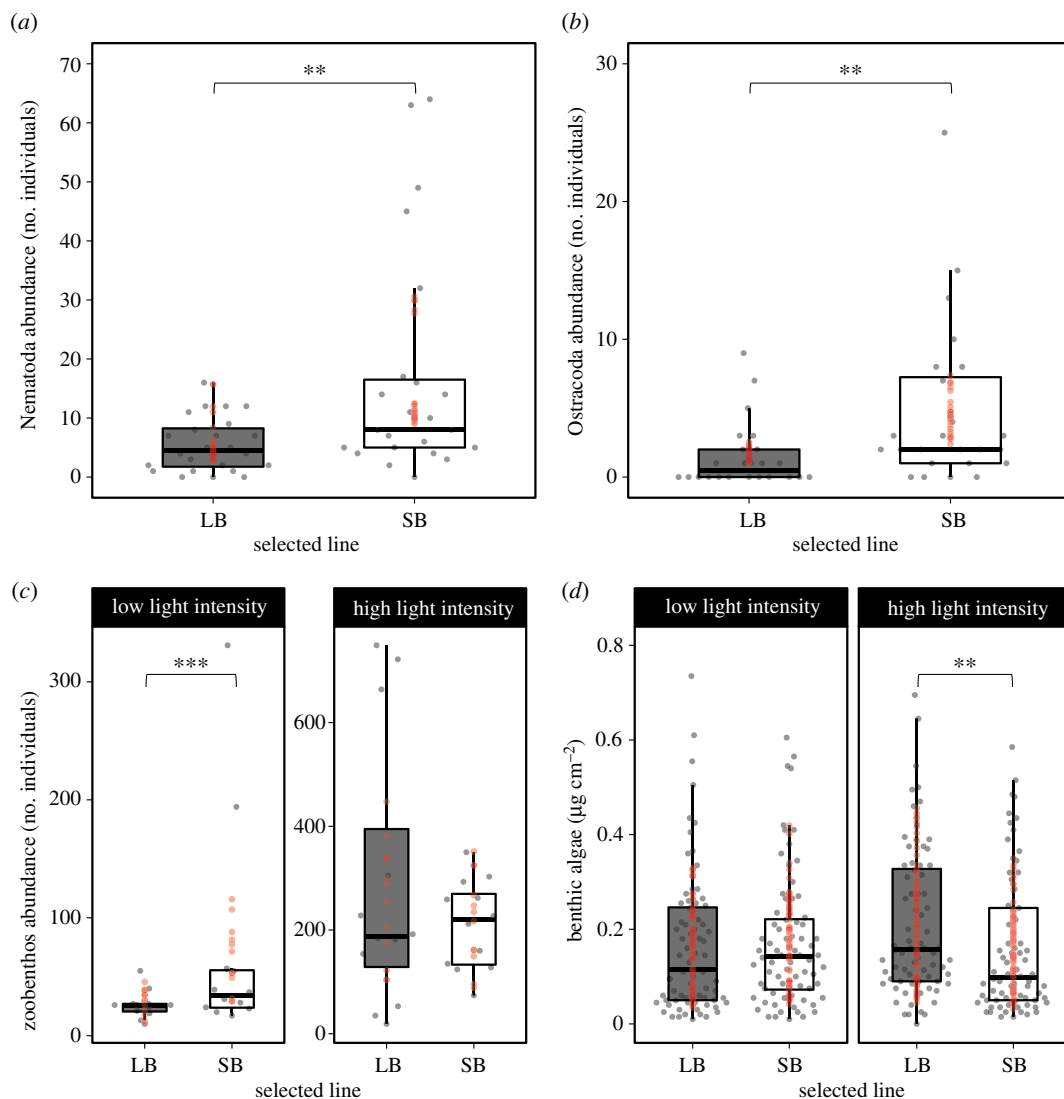 (a)
70
60
50
40
30
20
10
0
Nematoda abundance (no. individuals)
**
LB SB
selected line
(b)
30
20
10
0
Ostracoda abundance (no. individuals)
**
LB SB
selected line
(c)
low light intensity
high light intensity
300
200
100
0
zoobenthos abundance (no. individuals)
***
600
400
200
0
LB SB LB SB
selected line
(d)
low light intensity
high light intensity
0.8
0.6
0.4
0.2
0
benthic algae (µg cm⁻²)
**
LB SB LB SB
selected line